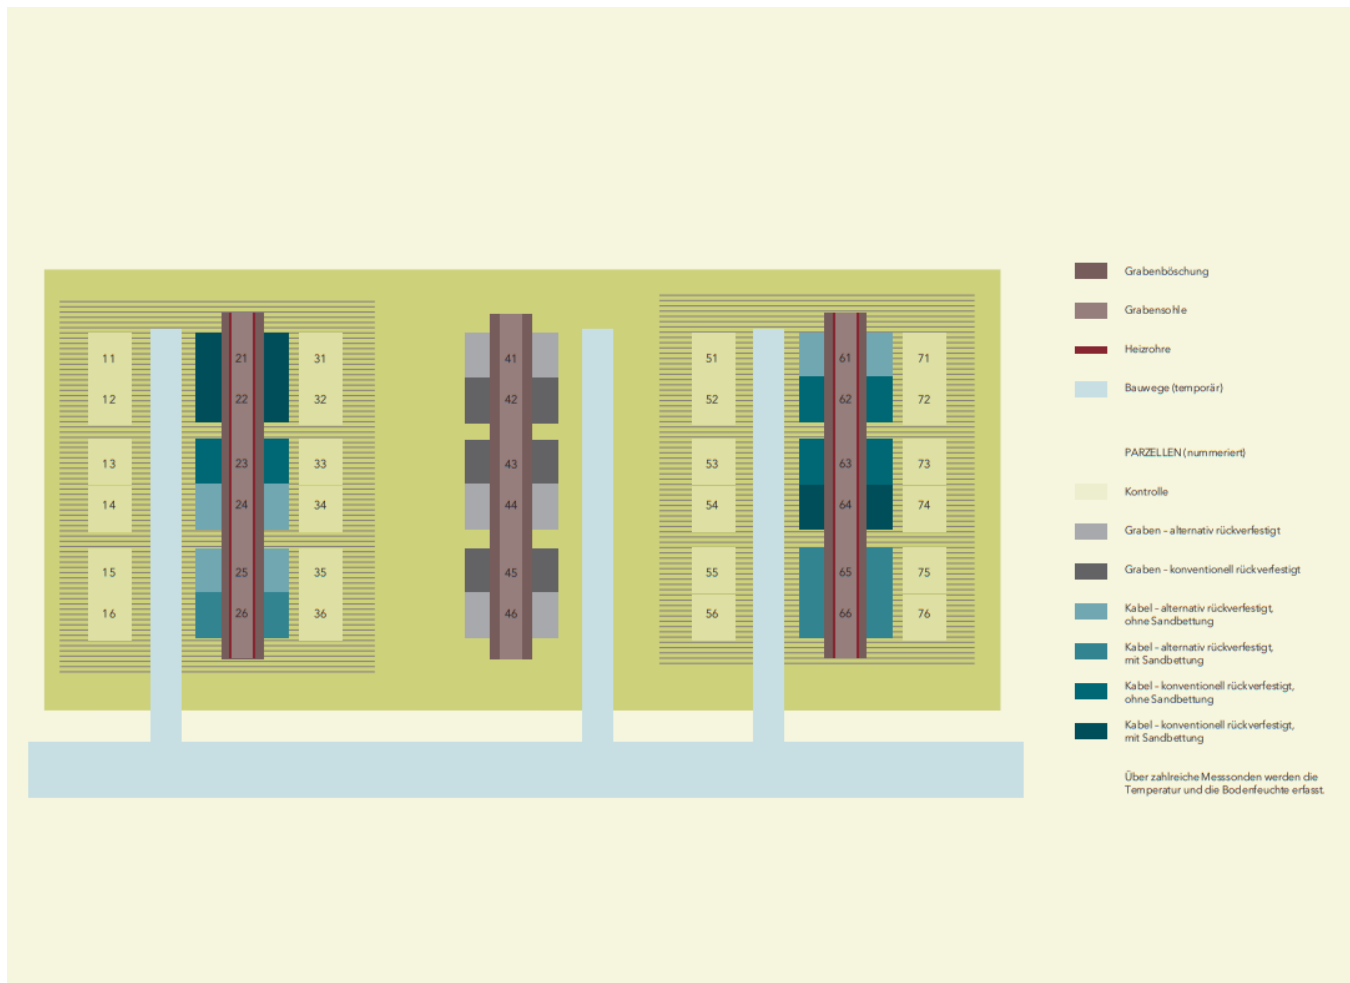 11 21 31 41 51 61 71
12 22 32 42 52 62 72
13 23 33 43 53 63 73
14 24 34 44 54 64 74
15 25 35 45 55 65 75
16 26 36 46 56 66 76
Grabenböschung
Grabensohle
Heizrohre
Bauwege (temporär)
PARZELLEN (nummeriert)
Kontrolle
Graben – alternativ rückverfestigt
Graben – konventionell rückverfestigt
Kabel – alternativ rückverfestigt,
ohne Sandbettung
Kabel – alternativ rückverfestigt,
mit Sandbettung
Kabel – konventionell rückverfestigt,
ohne Sandbettung
Kabel – konventionell rückverfestigt,
mit Sandbettung
Über zahlreiche Messsonden werden die
Temperatur und die Bodenfeuchte erfasst.